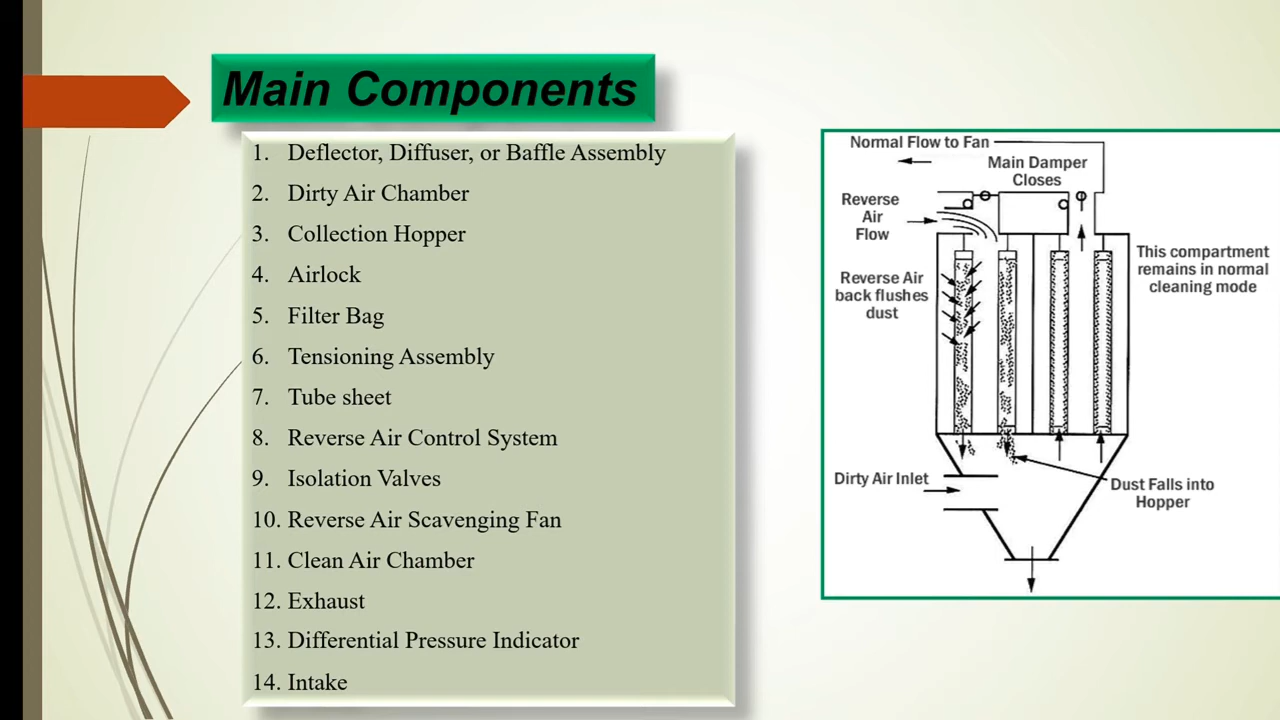 Main Components
1. Deflector, Diffuser, or Baffle Assembly
2. Dirty Air Chamber
3. Collection Hopper
4. Airlock
5. Filter Bag
6. Tensioning Assembly
7. Tube sheet
8. Reverse Air Control System
9. Isolation Valves
10. Reverse Air Scavenging Fan
11. Clean Air Chamber
12. Exhaust
13. Differential Pressure Indicator
14. Intake
Normal Flow to Fan
Main Damper
Closes
Reverse
Air
Flow
This compartment
remains in normal
cleaning mode
Reverse Air
back flushes
dust
Dirty Air Inlet
Dust Falls into
Hopper